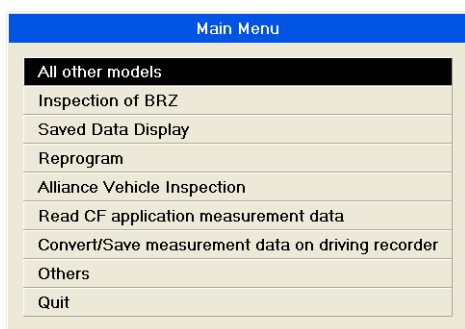 Main Menu
All other models
Inspection of BRZ
Saved Data Display
Reprogram
Alliance Vehicle Inspection
Read CF application measurement data
Convert/Save measurement data on driving recorder
Others
Quit